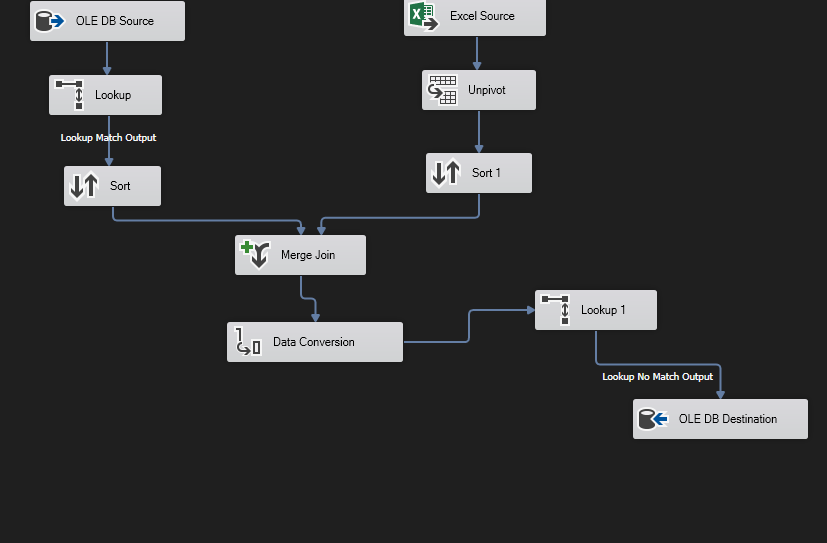 OLE DB Source
Excel Source
Lookup
Unpivot
Lookup Match Output
Sort
Sort 1
Merge Join
Lookup 1
Data Conversion
Lookup No Match Output
OLE DB Destination